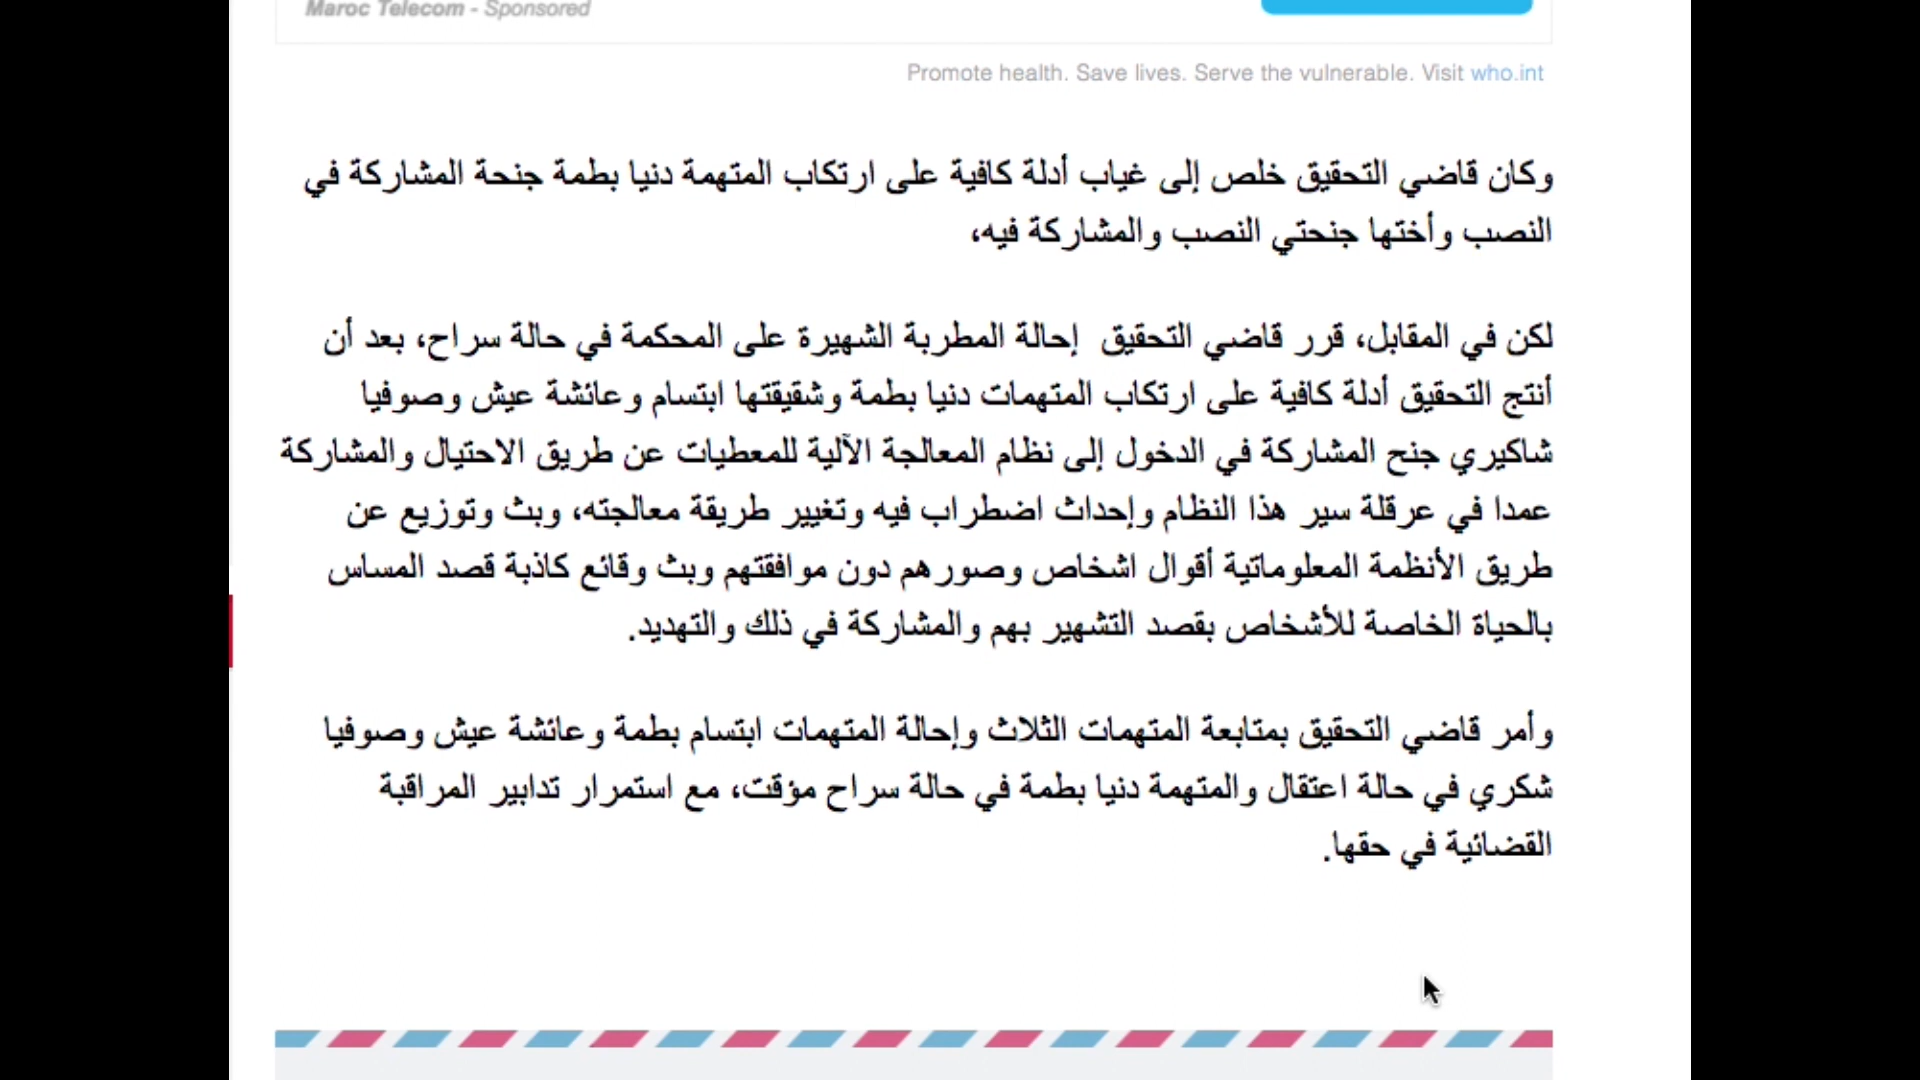 Maroc Telecom - Sponsored
Promote health. Save lives. Serve the vulnerable. Visit who.int
وكان قاضي التحقيق خلص إلى غياب أدلة كافية على ارتكاب المتهمة دنيا بطمة جنحة المشاركة في
النصب وأختها جنحتي النصب والمشاركة فيه،
لكن في المقابل، قرر قاضي التحقيق إحالة المطربة الشهيرة على المحكمة في حالة سراح، بعد أن
أنتج التحقيق أدلة كافية على ارتكاب المتهمات دنيا بطمة وشقيقتها ابتسام وعائشة عيش وصوفيا
شاكيري جنح المشاركة في الدخول إلى نظام المعالجة الآلية للمعطيات عن طريق الاحتيال والمشاركة
عمدا في عرقلة سير هذا النظام وإحداث اضطراب فيه وتغيير طريقة معالجته، وبث وتوزيع عن
طريق الأنظمة المعلوماتية أقوال اشخاص وصورهم دون موافقتهم وبث وقائع كاذبة قصد المساس
بالحياة الخاصة للأشخاص بقصد التشهير بهم والمشاركة في ذلك والتهديد.
وأمر قاضي التحقيق بمتابعة المتهمات الثلاث وإحالة المتهمات ابتسام بطمة وعائشة عيش وصوفيا
شكري في حالة اعتقال والمتهمة دنيا بطمة في حالة سراح مؤقت، مع استمرار تدابير المراقبة
القضائية في حقها.